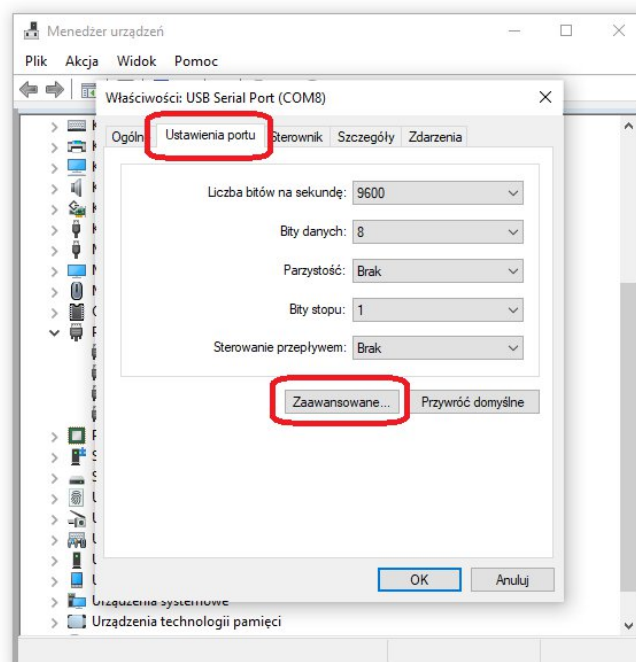 Menedżer urządzeń
Plik Akcja Widok Pomoc
Właściwości: USB Serial Port (COM8)
Ustawienia portu Sterownik Szczegóły Zdarzenia
Liczba bitów na sekundę: 9600
Bity danych: 8
Parzystość: Brak
Bity stopu: 1
Sterowanie przepływem: Brak
Zaawansowane... Przywróć domyślne
OK Anuluj
Urządzenia systemowe
Urządzenia technologii pamięci